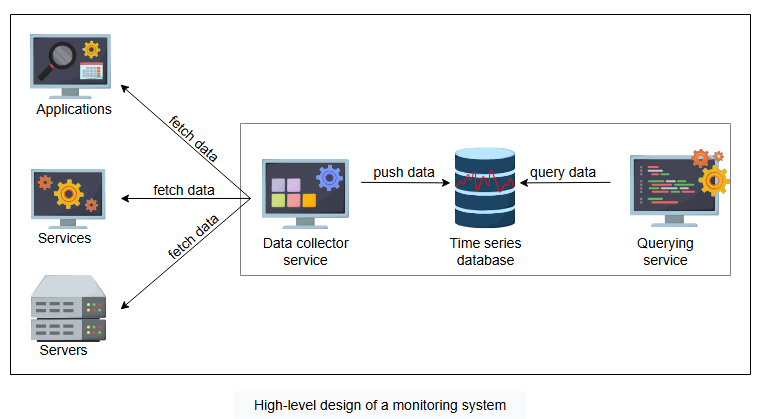 Applications
fetch data
fetch data
fetch data
Services
Servers
Data collector
service
push data
Time series
database
query data
Querying
service
High-level design of a monitoring system